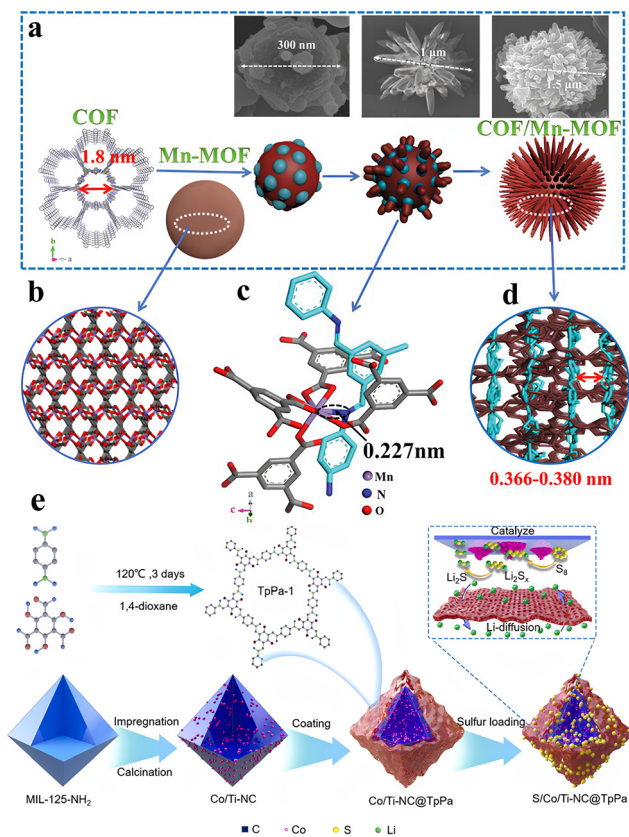 a
300 nm
1 μm
1.5 μm
COF
1.8 nm
Mn-MOF
COF/Mn-MOF
b
a
b
c
d
0.227nm
Mn
N
O
a
c
b
0.366-0.380 nm
e
120℃ ,3 days
1,4-dioxane
TpPa-1
Catalyze
Li₂S
Li₂Sₓ
S₈
Li-diffusion
Impregnation
Calcination
Coating
Sulfur loading
MIL-125-NH₂
Co/Ti-NC
Co/Ti-NC@TpPa
S/Co/Ti-NC@TpPa
C
Co
S
Li